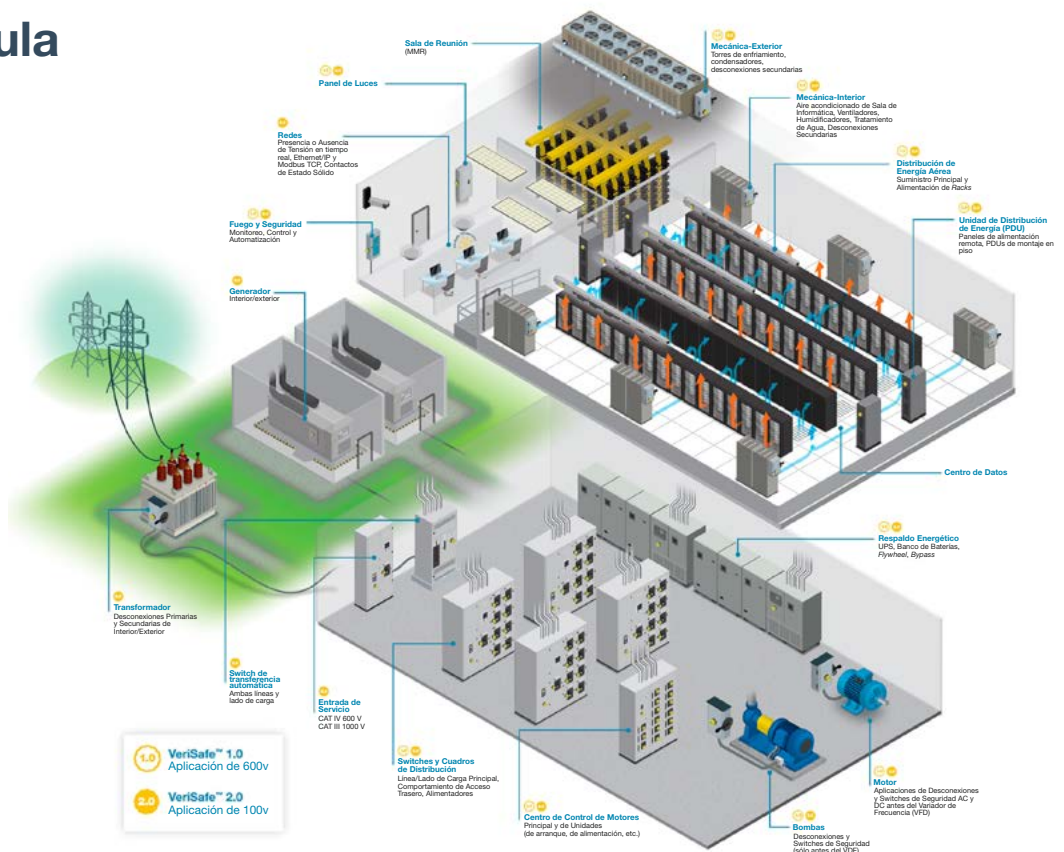 ula
Sala de Reunión
(MMR)
Mecánica-Exterior
Torres de enfriamiento,
condensadores,
desconexiones secundarias
Panel de Luces
Mecánica-Interior
Aire acondicionado de Sala de
Informática, Ventiladores,
Humidificadores, Tratamiento
de Agua, Desconexiones
Secundarias
Redes
Presencia o Ausencia
de Tensión en tiempo
real, Ethernet/IP y
Modbus TCP, Contactos
de Estado Sólido
Distribución de
Energía Aérea
Suministro Principal y
Alimentación de Racks
Unidad de Distribución
de Energía (PDU)
Paneles de alimentación
remota, PDUs de montaje en
piso
Fuego y Seguridad
Monitoreo, Control y
Automatización
Generador
Interior/exterior
Centro de Datos
Respaldo Energético
UPS, Banco de Baterías,
Flywheel, Bypass
Transformador
Desconexiones Primarias
y Secundarias de
Interior/Exterior
Switch de
transferencia
automática
Ambas líneas y
lado de carga
Entrada de
Servicio
CAT IV 600 V
CAT III 1000 V
Switches y Cuadros
de Distribución
Línea/Lado de Carga Principal,
Comportamiento de Acceso
Trasero, Alimentadores
Centro de Control de Motores
Principal y de Unidades
(de arranque, de alimentación, etc.)
Bombas
Desconexiones y
Switches de Seguridad
(sólo antes del VDF)
Motor
Aplicaciones de Desconexiones
y Switches de Seguridad AC y
DC antes del Variador de
Frecuencia (VFD)
1.0 VeriSafe™ 1.0
Aplicación de 600v
2.0 VeriSafe™ 2.0
Aplicación de 100v